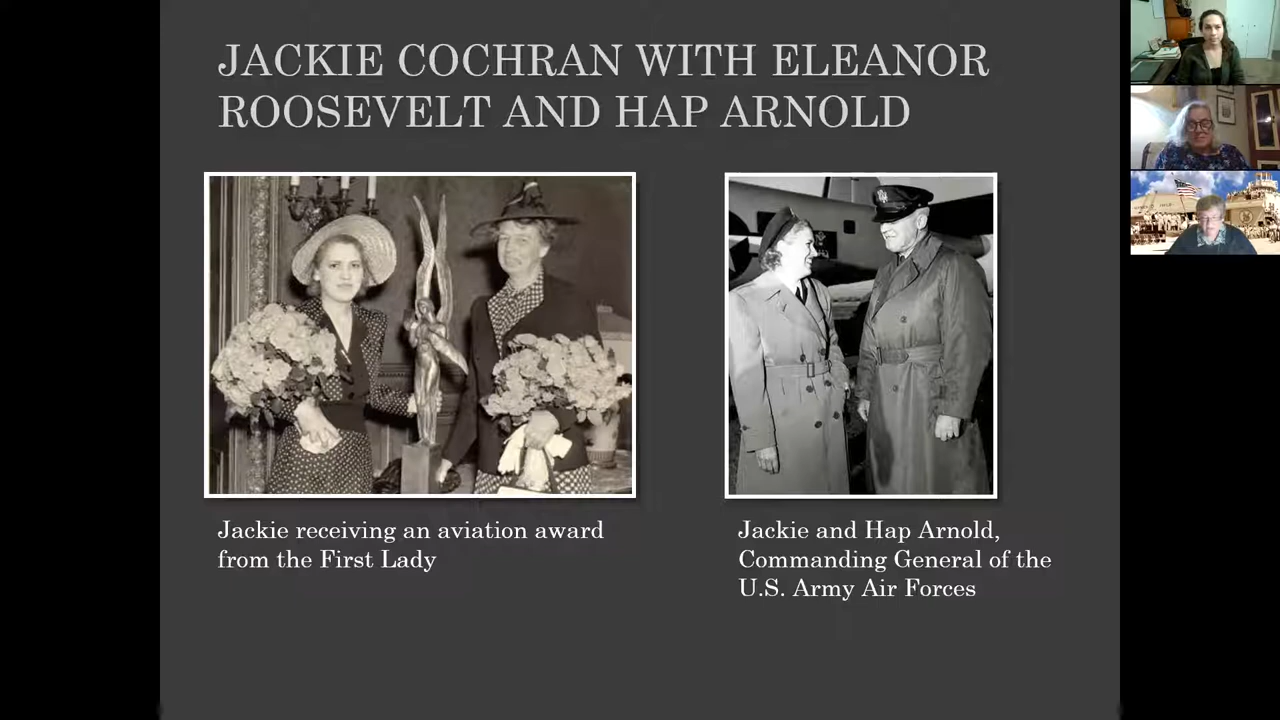 JACKIE COCHRAN WITH ELEANOR
ROOSEVELT AND HAP ARNOLD
Jackie receiving an aviation award
from the First Lady
Jackie and Hap Arnold,
Commanding General of the
U.S. Army Air Forces